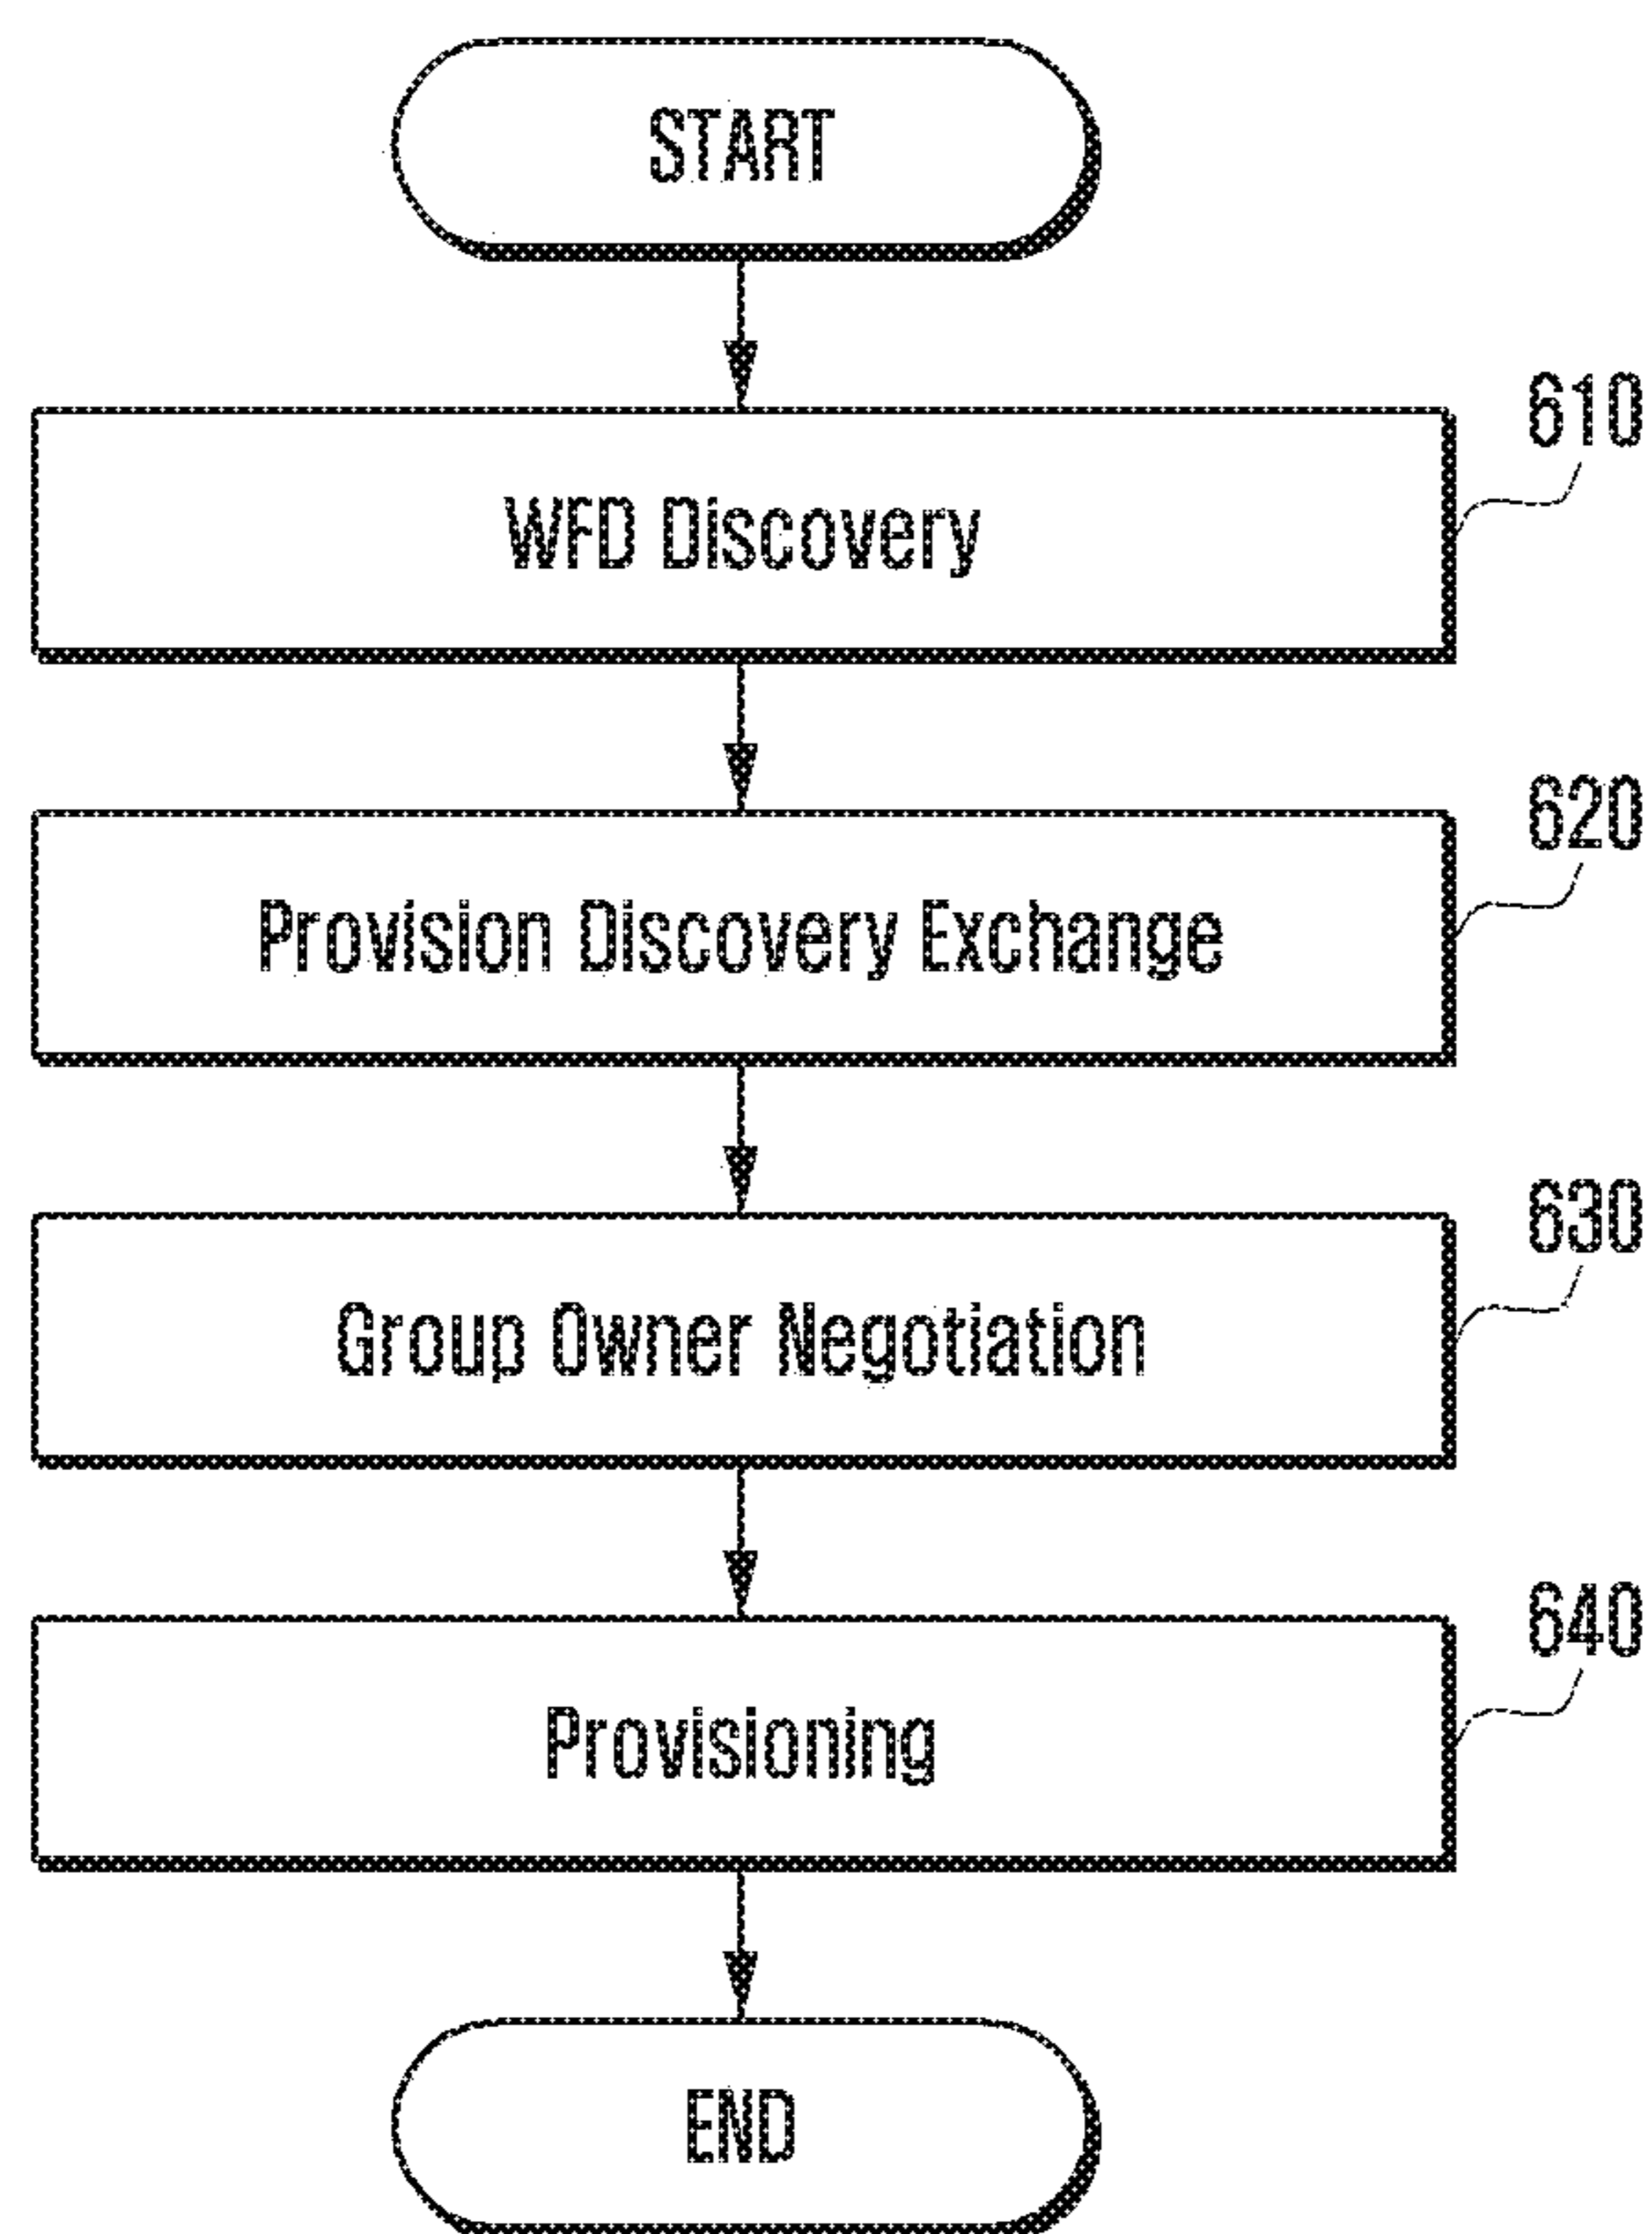 START
610
WFD Discovery
620
Provision Discovery Exchange
630
Group Owner Negotiation
640
Provisioning
END